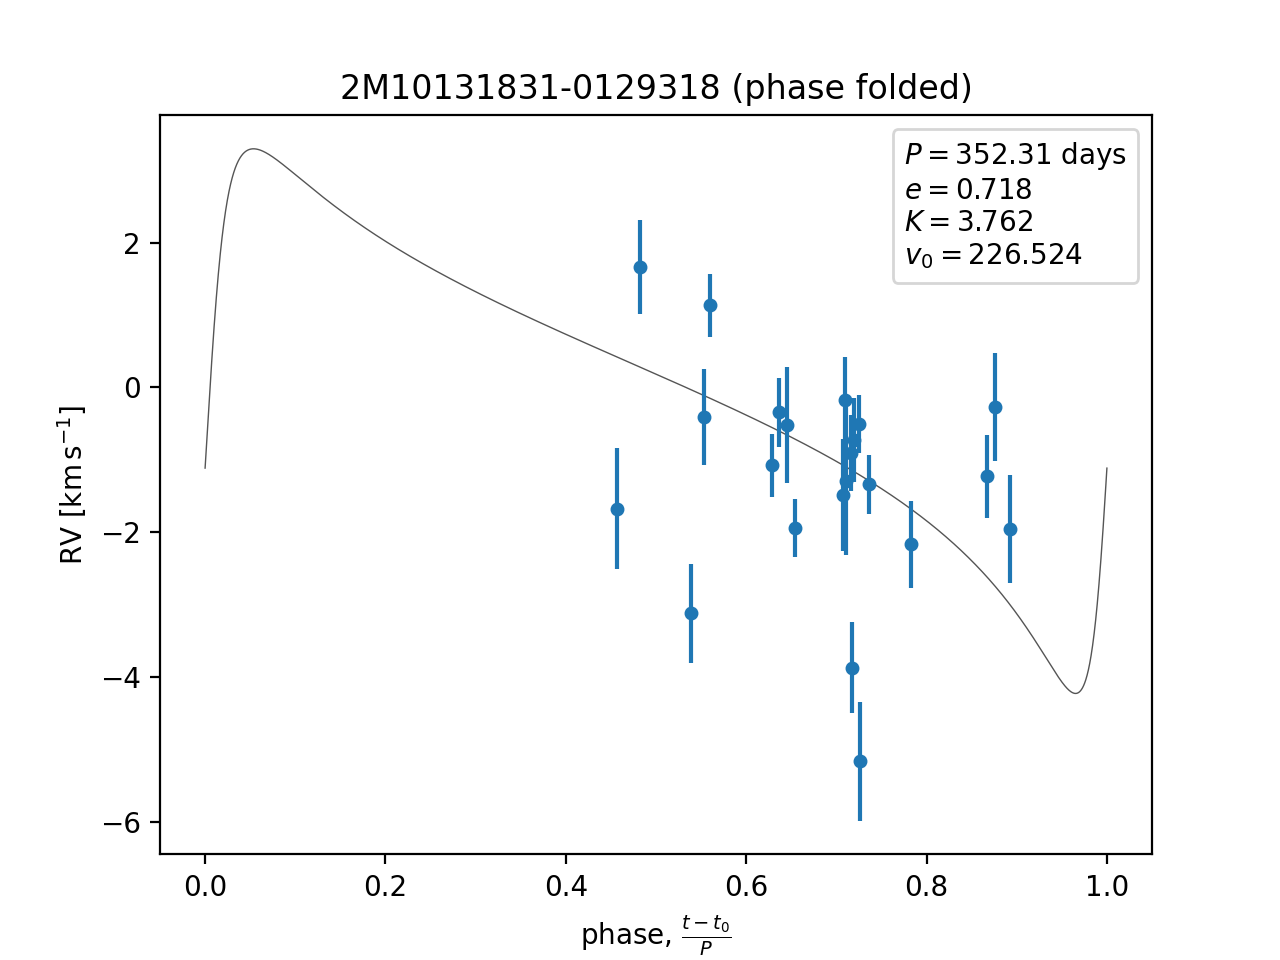 2M10131831-0129318 (phase folded)
P = 352.31 days
e = 0.718
K = 3.762
v₀ = 226.524
2
0
−2
−4
−6
RV [km s⁻¹]
0.0 0.2 0.4 0.6 0.8 1.0
phase, (t − t₀)/P